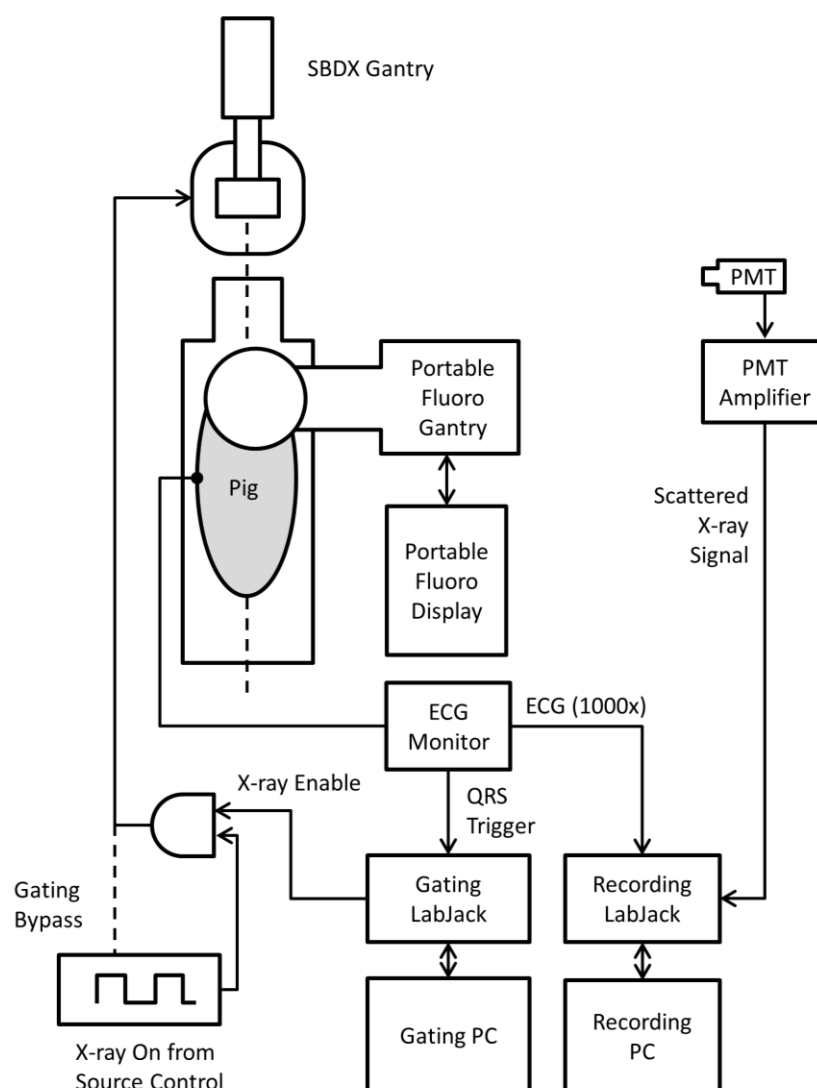 SBDX Gantry
PMT
Portable
Fluoro
Gantry
PMT
Amplifier
Pig
Scattered
X-ray
Signal
Portable
Fluoro
Display
ECG
Monitor
ECG (1000x)
X-ray Enable
QRS
Trigger
Gating
LabJack
Recording
LabJack
Gating
Bypass
Gating PC
Recording
PC
X-ray On from
Source Control